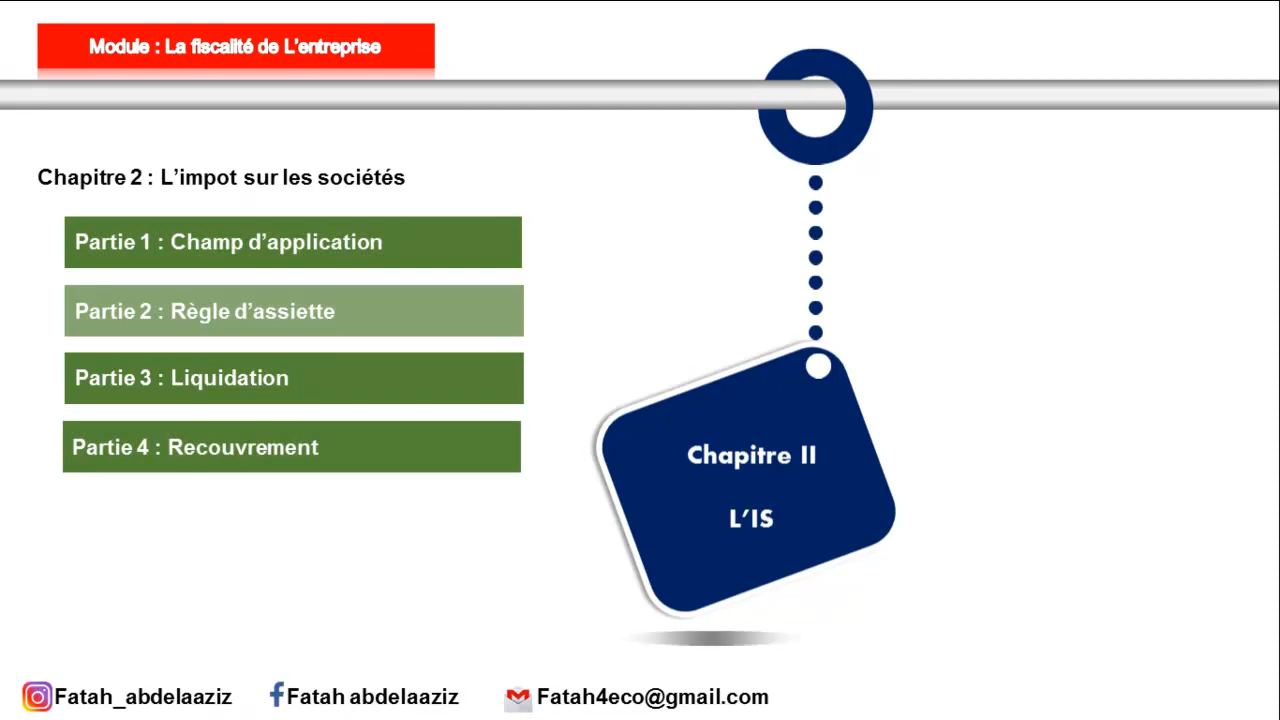 Module : La fiscalité de L'entreprise
Chapitre 2 : L'impot sur les sociétés
Partie 1 : Champ d'application
Partie 2 : Règle d'assiette
Partie 3 : Liquidation
Partie 4 : Recouvrement
Chapitre II
L'IS
Fatah_abdelaaziz
Fatah abdelaaziz
Fatah4eco@gmail.com